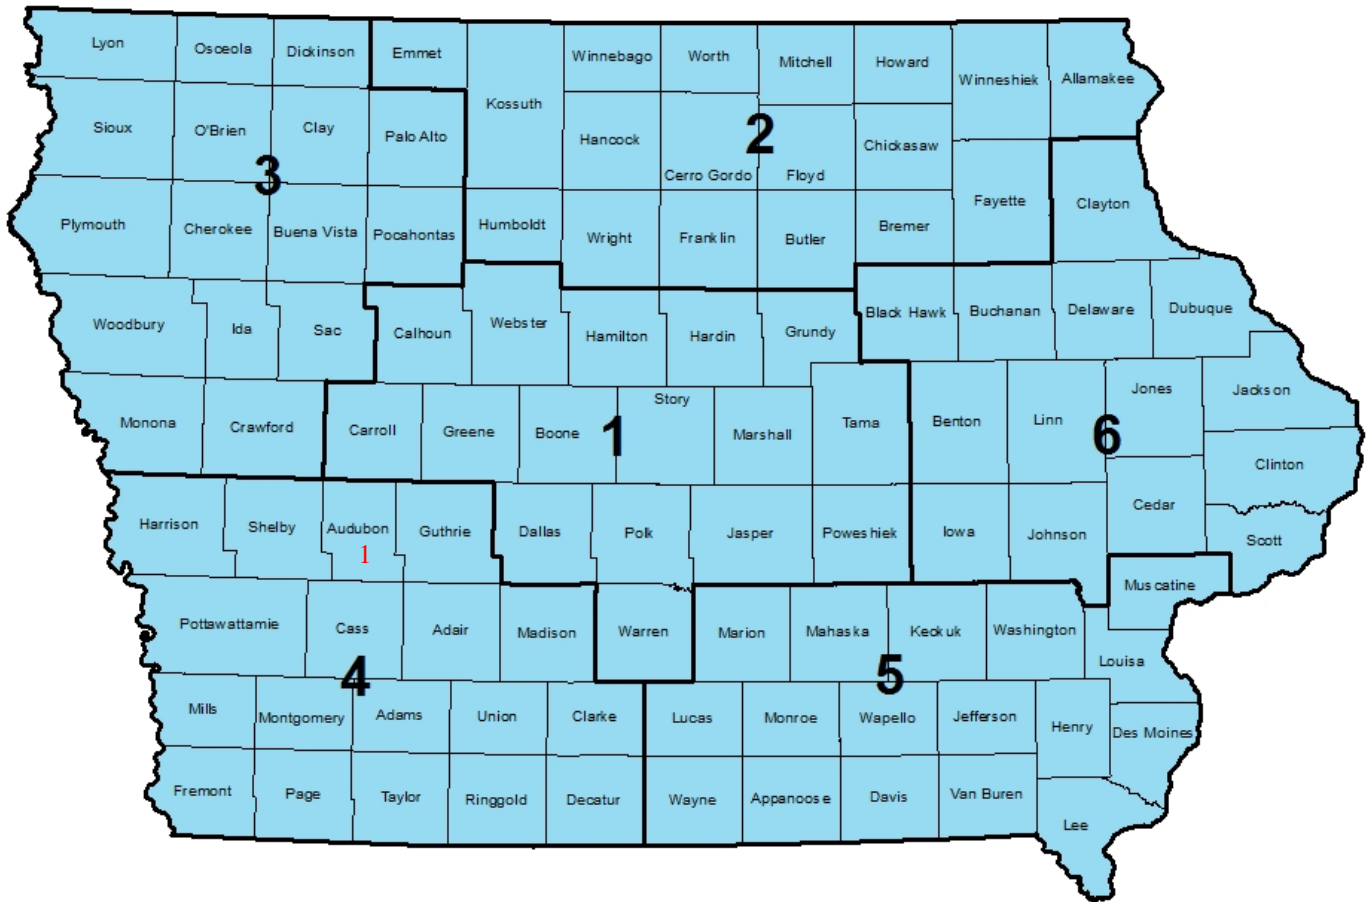 Lyon
Osceola
Dickinson
Emmet
Kossuth
Winnebago
Worth
Mitchell
Howard
Winneshiek
Allamakee
Sioux
O'Brien
Clay
Palo Alto
Hancock
Cerro Gordo
Floyd
Chickasaw
2
3
Plymouth
Cherokee
Buena Vista
Pocahontas
Humboldt
Wright
Franklin
Butler
Bremer
Fayette
Clayton
Woodbury
Ida
Sac
Calhoun
Webster
Hamilton
Hardin
Grundy
Black Hawk
Buchanan
Delaware
Dubuque
Monona
Crawford
Carroll
Greene
Boone
Story
1
Marshall
Tama
Benton
Linn
6
Jones
Jackson
Clinton
Harrison
Shelby
Audubon
1
Guthrie
Dallas
Polk
Jasper
Poweshiek
Iowa
Johnson
Cedar
Scott
Muscatine
Pottawattamie
Cass
Adair
Madison
Warren
Marion
Mahaska
Keokuk
Washington
Louisa
4
5
Mills
Montgomery
Adams
Union
Clarke
Lucas
Monroe
Wapello
Jefferson
Henry
Des Moines
Fremont
Page
Taylor
Ringgold
Decatur
Wayne
Appanoose
Davis
Van Buren
Lee